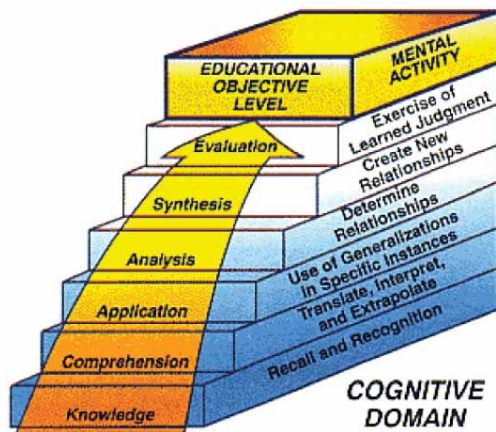 EDUCATIONAL
OBJECTIVE
LEVEL
MENTAL
ACTIVITY
Evaluation
Exercise of
Learned Judgment
Synthesis
Create New
Relationships
Analysis
Determine
Relationships
Application
Use of Generalizations
in Specific Instances
Comprehension
Translate, Interpret,
and Extrapolate
Knowledge
Recall and Recognition
COGNITIVE
DOMAIN